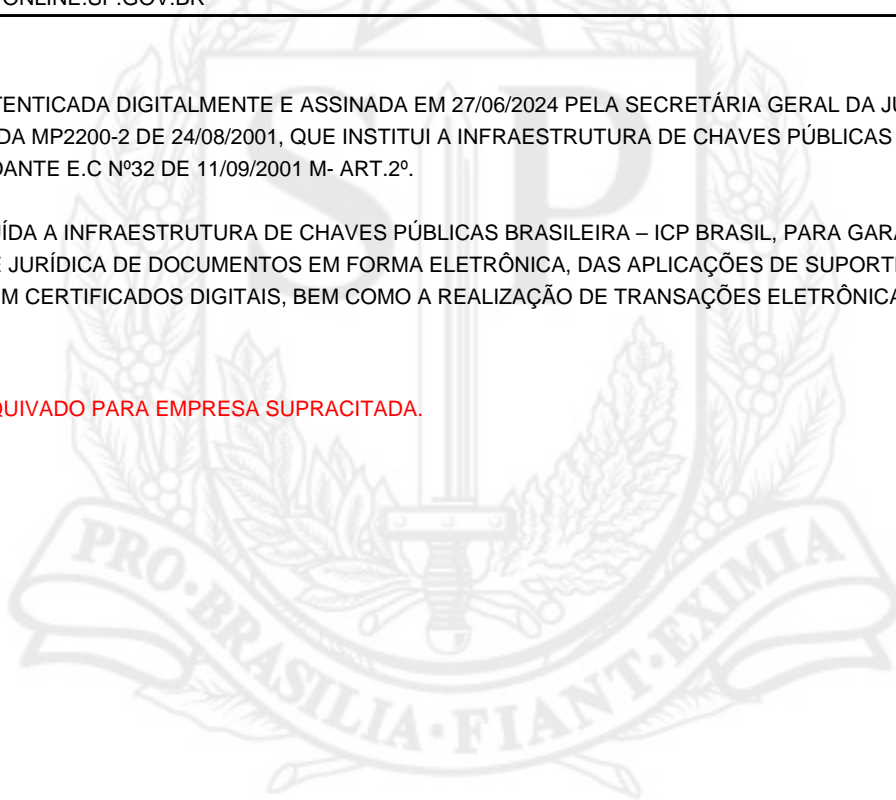 ONLINE.SP.GOV.BR
TENTICADA DIGITALMENTE E ASSINADA EM 27/06/2024 PELA SECRETÁRIA GERAL DA JU
DA MP2200-2 DE 24/08/2001, QUE INSTITUI A INFRAESTRUTURA DE CHAVES PÚBLICAS
DANTE E.C Nº32 DE 11/09/2001 M- ART.2º.
ÍDA A INFRAESTRUTURA DE CHAVES PÚBLICAS BRASILEIRA – ICP BRASIL, PARA GARA
E JURÍDICA DE DOCUMENTOS EM FORMA ELETRÔNICA, DAS APLICAÇÕES DE SUPORTE
M CERTIFICADOS DIGITAIS, BEM COMO A REALIZAÇÃO DE TRANSAÇÕES ELETRÔNICA
QUIVADO PARA EMPRESA SUPRACITADA.
SP
PRO·BRASILIA·FIANT·EXIMIA